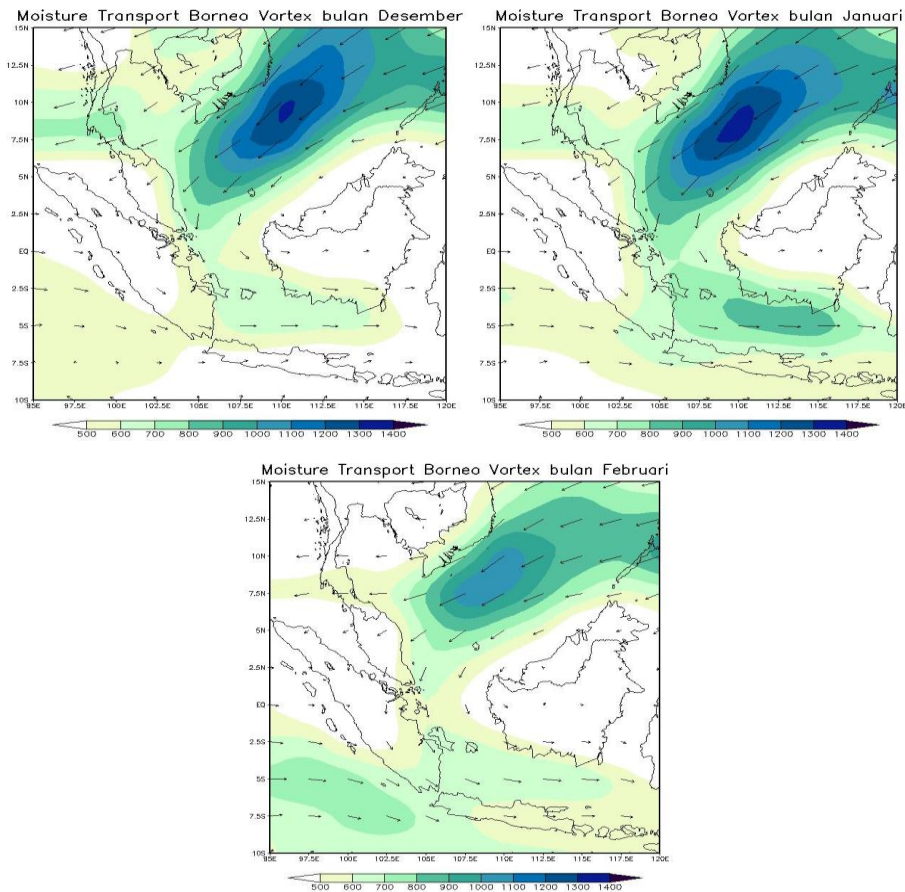 Moisture Transport Borneo Vortex bulan Desember
15N
12.5N
10N
7.5N
5N
2.5N
EQ
2.5S
5S
7.5S
10S
95E 97.5E 100E 102.5E 105E 107.5E 110E 112.5E 115E 117.5E 120E
500 600 700 800 900 1000 1100 1200 1300 1400
Moisture Transport Borneo Vortex bulan Januari
15N
12.5N
10N
7.5N
5N
2.5N
EQ
2.5S
5S
7.5S
10S
95E 97.5E 100E 102.5E 105E 107.5E 110E 112.5E 115E 117.5E 120E
500 600 700 800 900 1000 1100 1200 1300 1400
Moisture Transport Borneo Vortex bulan Februari
15N
12.5N
10N
7.5N
5N
2.5N
EQ
2.5S
5S
7.5S
10S
95E 97.5E 100E 102.5E 105E 107.5E 110E 112.5E 115E 117.5E 120E
500 600 700 800 900 1000 1100 1200 1300 1400